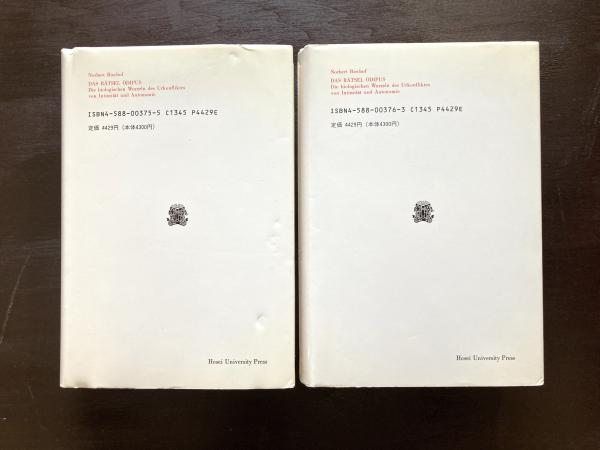 Norbert Bischof
DAS RÄTSEL ÖDIPUS
Die biologischen Wurzeln des Urkonfliktes
von Intimität und Autonomie
ISBN4-588-00375-5 C1345 P4429E
定価 4429円 (本体4300円)
Hosei University Press
Norbert Bischof
DAS RÄTSEL ÖDIPUS
Die biologischen Wurzeln des Urkonfliktes
von Intimität und Autonomie
ISBN4-588-00376-3 C1345 P4429E
定価 4429円 (本体4300円)
Hosei University Press